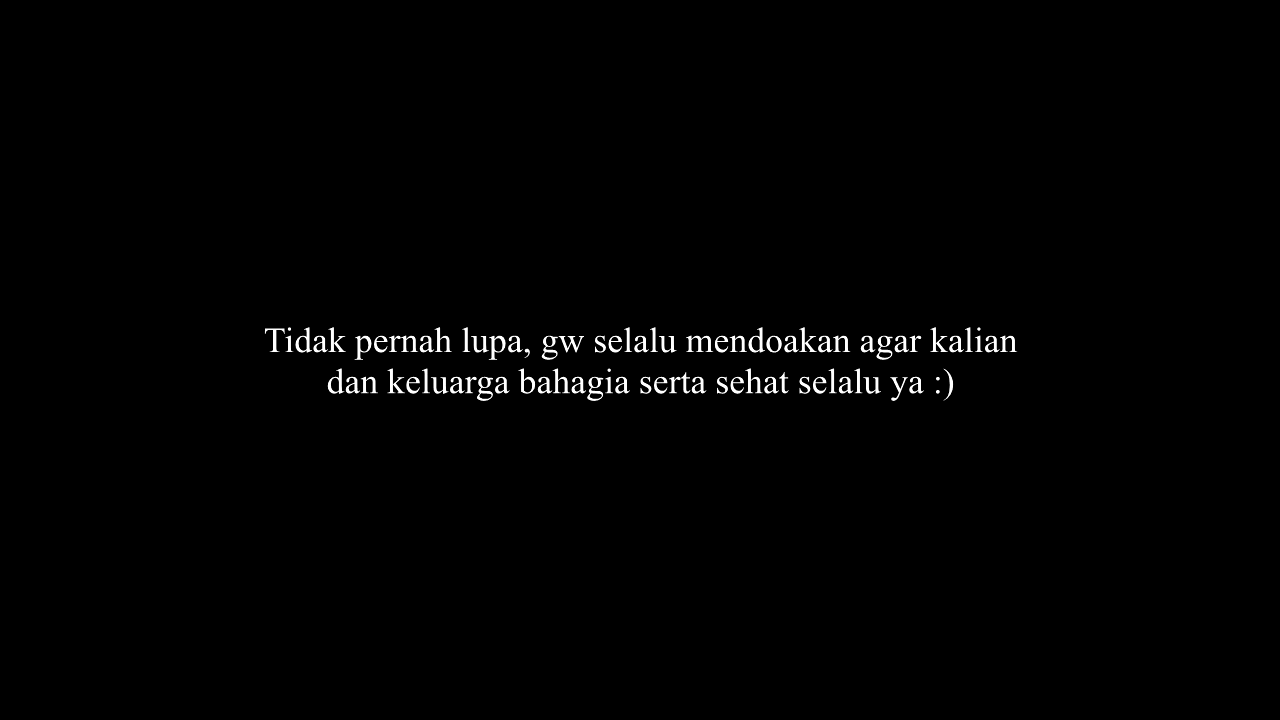 Tidak pernah lupa, gw selalu mendoakan agar kalian
dan keluarga bahagia serta sehat selalu ya :)